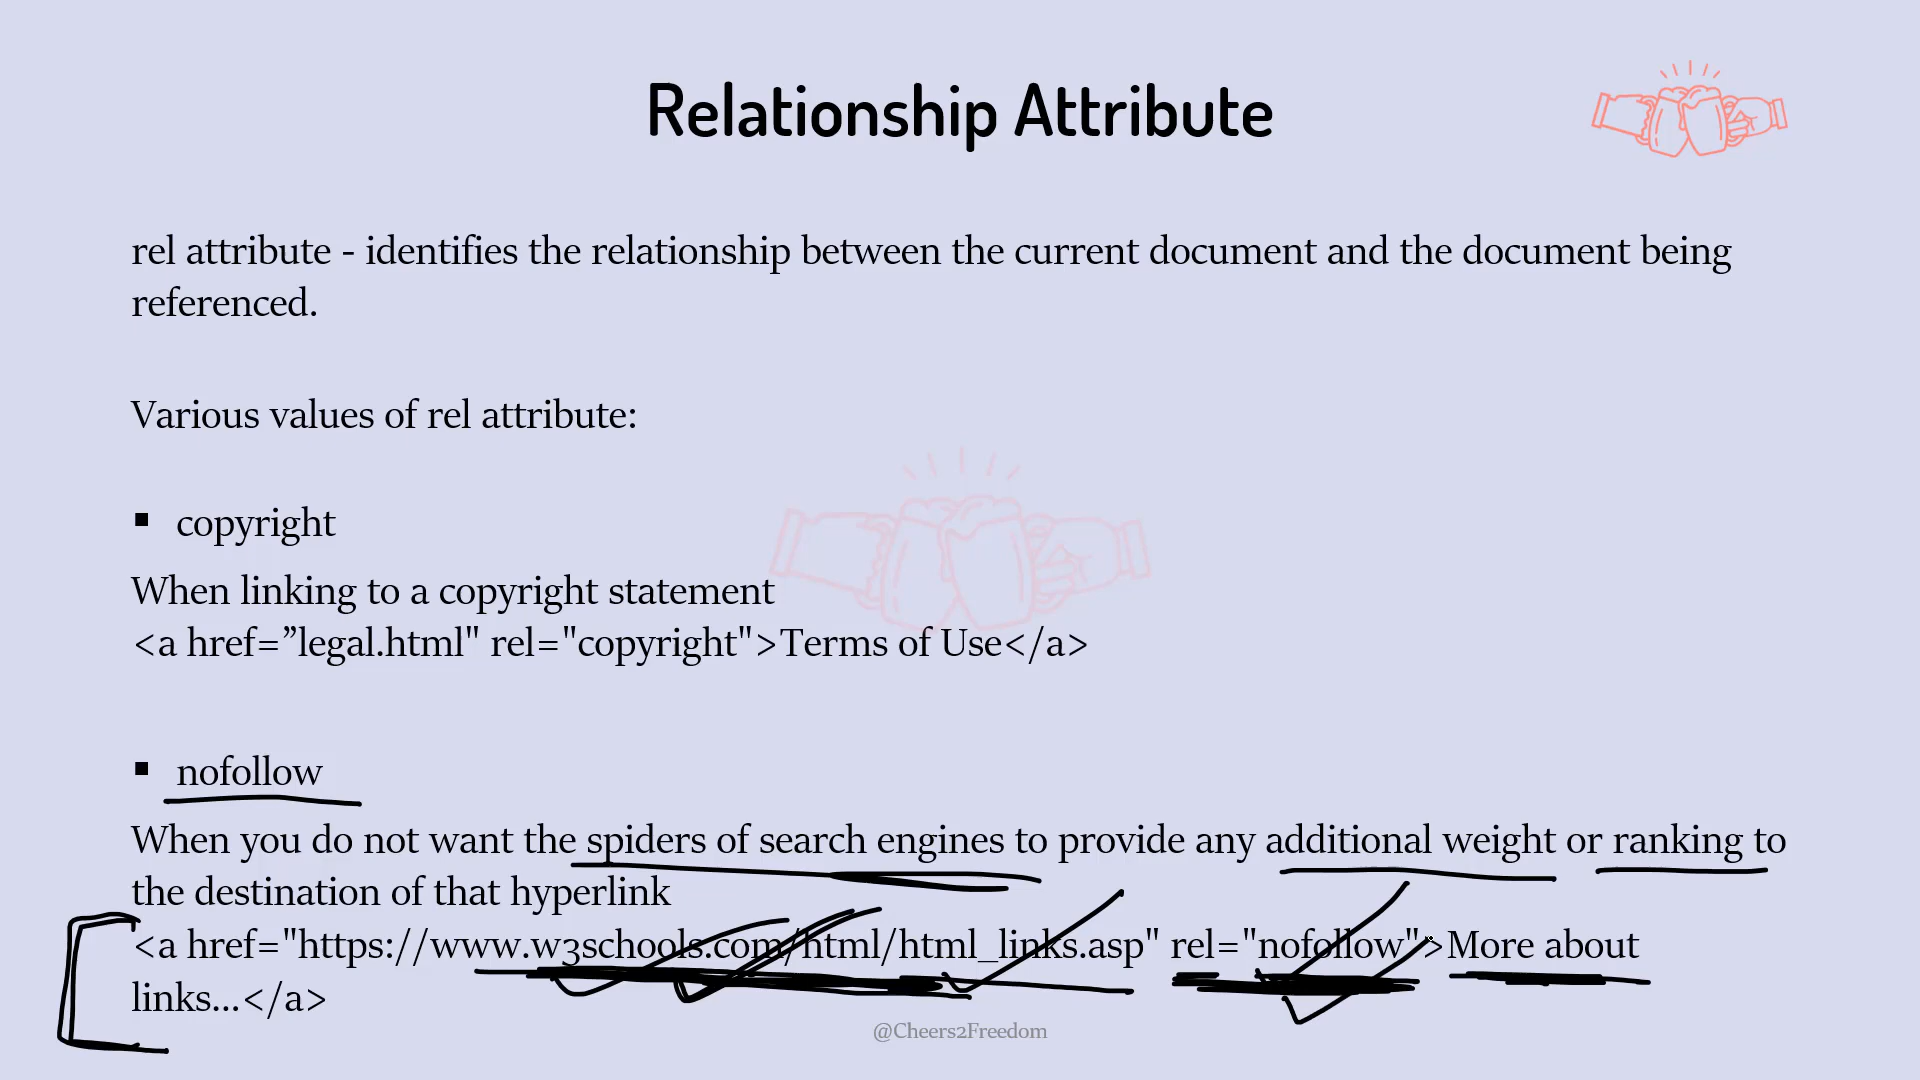 Relationship Attribute
rel attribute - identifies the relationship between the current document and the document being
referenced.
Various values of rel attribute:
▪ copyright
When linking to a copyright statement
<a href=”legal.html" rel="copyright">Terms of Use</a>
▪ nofollow
When you do not want the spiders of search engines to provide any additional weight or ranking to
the destination of that hyperlink
<a href="https://www.w3schools.com/html/html_links.asp" rel="nofollow">More about
links...</a>
@Cheers2Freedom